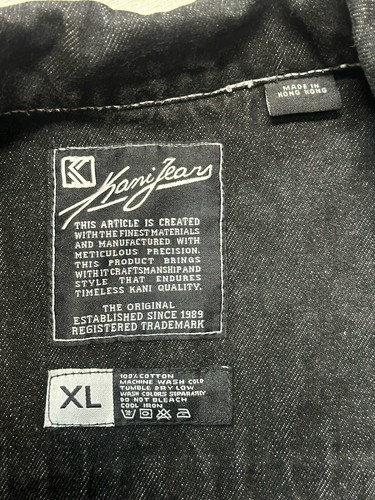 MADE IN
HONG KONG
K
Kani Jeans
THIS ARTICLE IS CREATED
WITH THE FINEST MATERIALS
AND MANUFACTURED WITH
METICULOUS PRECISION.
THIS PRODUCT BRINGS
WITH IT CRAFTSMANSHIP AND
STYLE THAT ENDURES
TIMELESS KANI QUALITY.
THE ORIGINAL
ESTABLISHED SINCE 1989
REGISTERED TRADEMARK
XL
100% COTTON
MACHINE WASH COLD
TUMBLE DRY LOW
WASH COLORS SEPARATELY
DO NOT BLEACH
COOL IRON